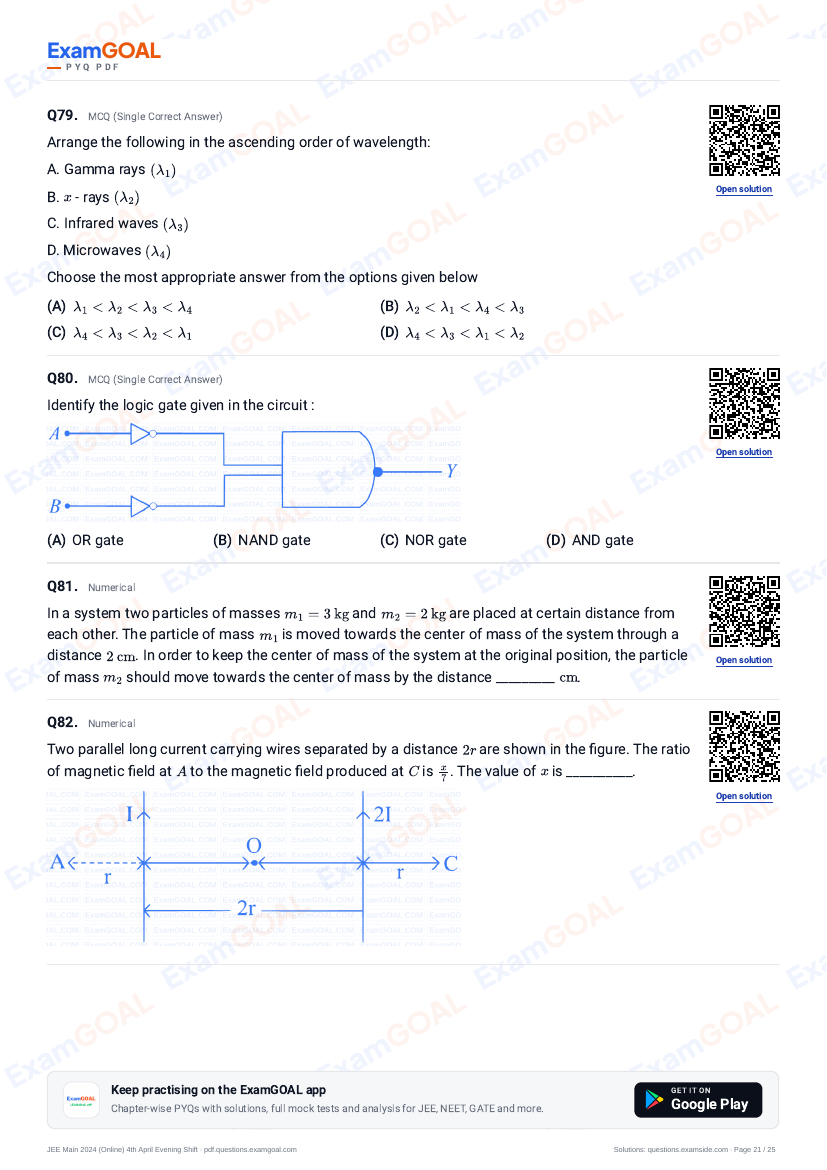 ExamGOAL
PYQ PDF
Q79. MCQ (Single Correct Answer)
Arrange the following in the ascending order of wavelength:
A. Gamma rays (λ₁)
B. x - rays (λ₂)
C. Infrared waves (λ₃)
D. Microwaves (λ₄)
Choose the most appropriate answer from the options given below
(A) λ₁ < λ₂ < λ₃ < λ₄ (B) λ₂ < λ₁ < λ₄ < λ₃
(C) λ₄ < λ₃ < λ₂ < λ₁ (D) λ₄ < λ₃ < λ₁ < λ₂
Open solution
Q80. MCQ (Single Correct Answer)
Identify the logic gate given in the circuit :
A
Y
B
(A) OR gate (B) NAND gate (C) NOR gate (D) AND gate
Open solution
Q81. Numerical
In a system two particles of masses m₁ = 3 kg and m₂ = 2 kg are placed at certain distance from
each other. The particle of mass m₁ is moved towards the center of mass of the system through a
distance 2 cm. In order to keep the center of mass of the system at the original position, the particle
of mass m₂ should move towards the center of mass by the distance _________ cm.
Open solution
Q82. Numerical
Two parallel long current carrying wires separated by a distance 2r are shown in the figure. The ratio
of magnetic field at A to the magnetic field produced at C is x/7. The value of x is __________.
Open solution
I 2I
O
A C
r r
2r
Keep practising on the ExamGOAL app
Chapter-wise PYQs with solutions, full mock tests and analysis for JEE, NEET, GATE and more.
GET IT ON
Google Play
JEE Main 2024 (Online) 4th April Evening Shift · pdf.questions.examgoal.com Solutions: questions.examside.com · Page 21 / 25